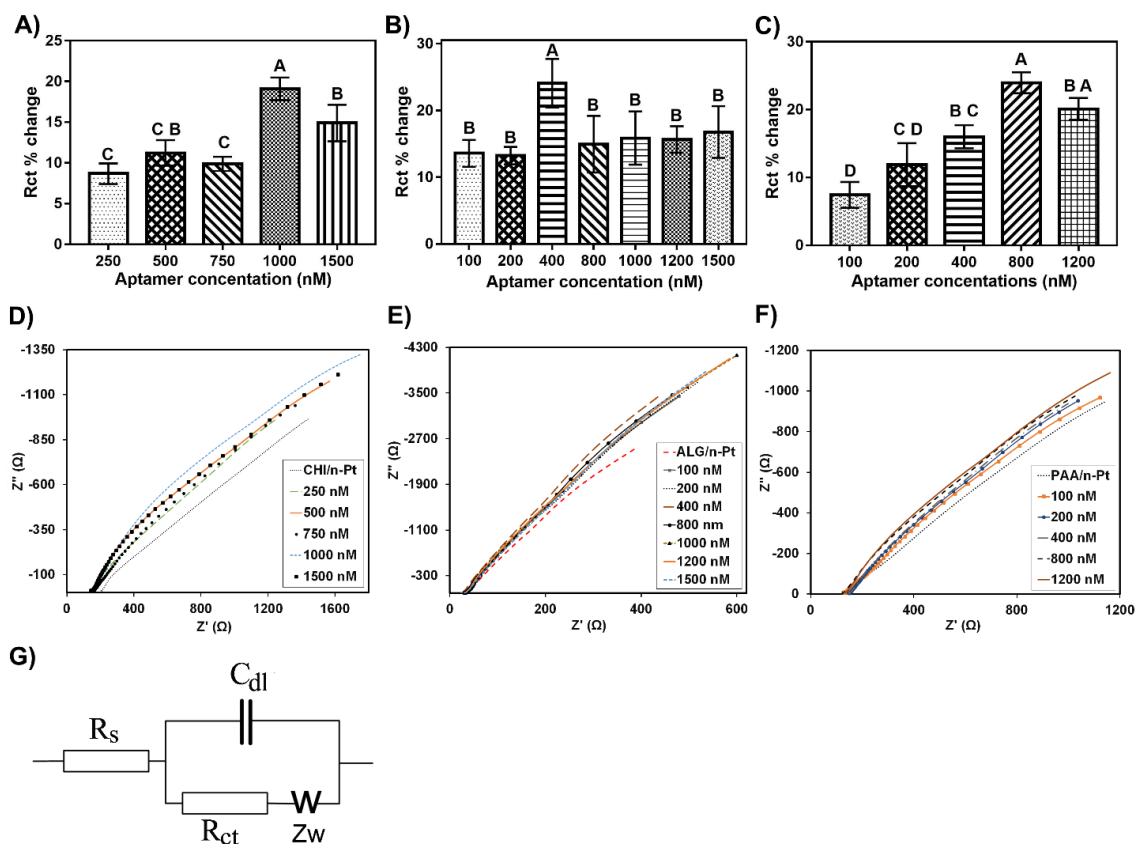 A)
Rct % change
25
20
15
10
5
0
C
C B
C
A
B
250 500 750 1000 1500
Aptamer concentration (nM)
B)
Rct % change
30
20
10
0
B
B
A
B
B
B
B
100 200 400 800 1000 1200 1500
Aptamer concentration (nM)
C)
Rct % change
30
20
10
0
D
C D
B C
A
B A
100 200 400 800 1200
Aptamer concentations (nM)
D)
Z'' (Ω)
-1350
-1100
-850
-600
-350
-100
0 400 800 1200 1600
Z' (Ω)
CHI/n-Pt
250 nM
500 nM
750 nM
1000 nM
1500 nM
E)
Z'' (Ω)
-4300
-3500
-2700
-1900
-1100
-300
0 200 400 600
Z' (Ω)
ALG/n-Pt
100 nM
200 nM
400 nM
800 nm
1000 nM
1200 nM
1500 nM
F)
Z'' (Ω)
-1200
-1000
-800
-600
-400
-200
0
0 400 800 1200
Z' (Ω)
PAA/n-Pt
100 nM
200 nM
400 nM
800 nM
1200 nM
G)
Cdl
Rs
Rct
W
Zw